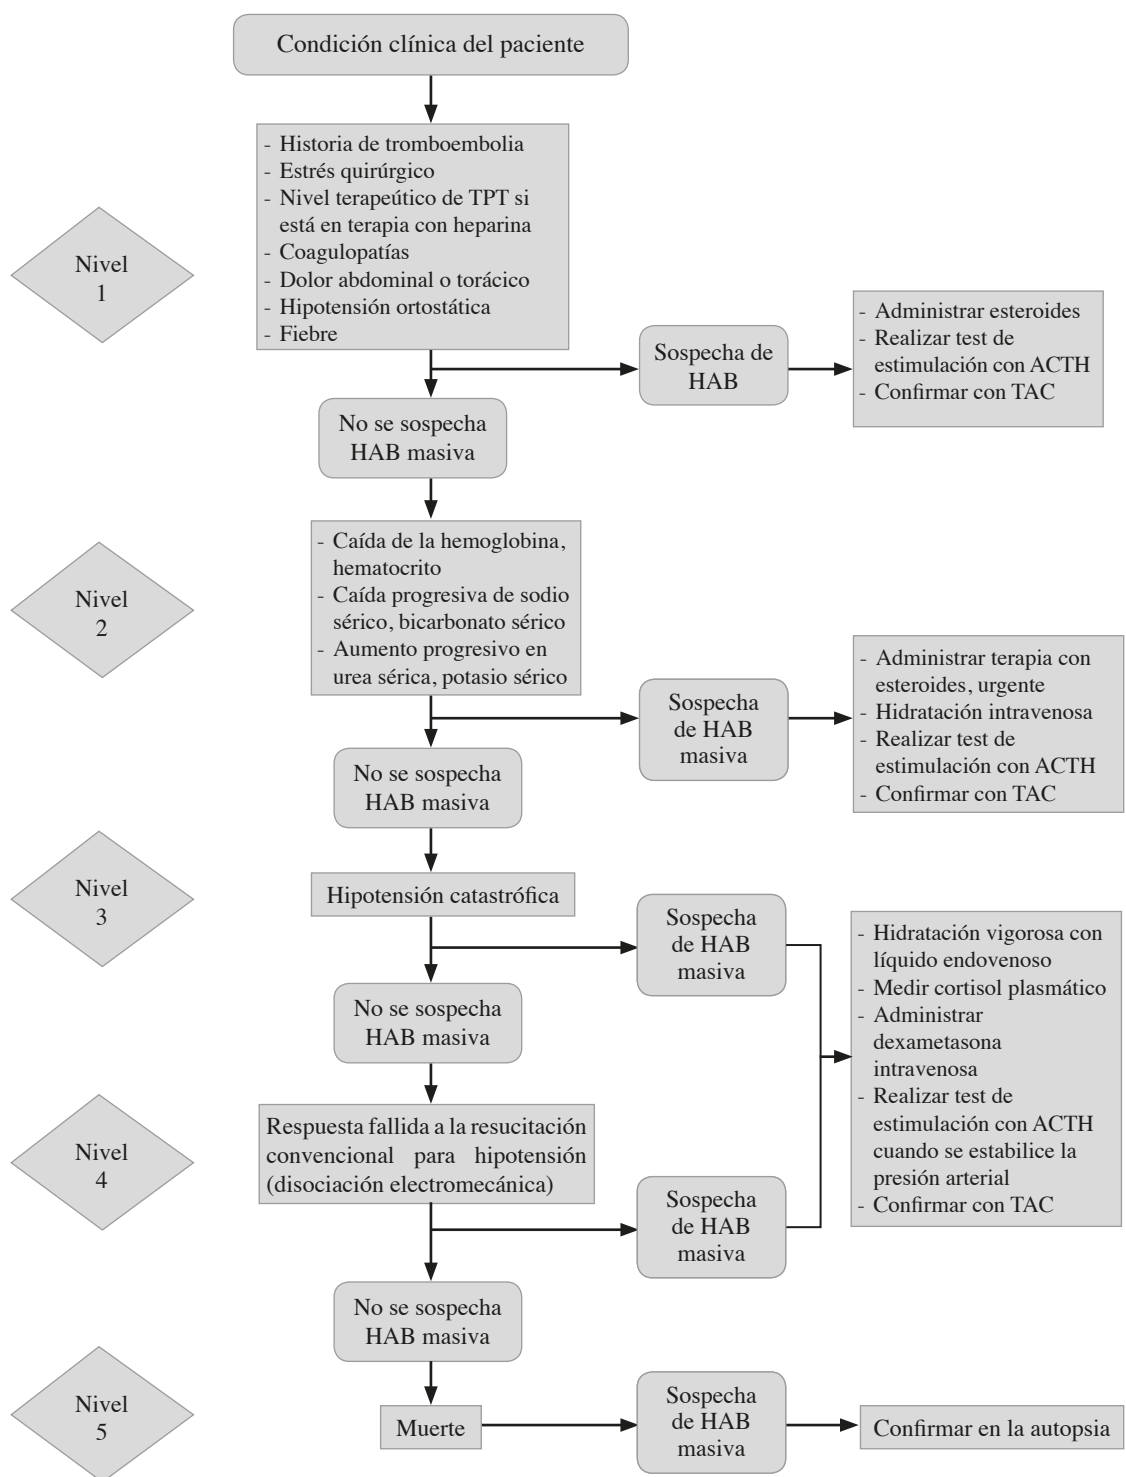 Condición clínica del paciente
- Historia de tromboembolia
- Estrés quirúrgico
- Nivel terapeútico de TPT si
está en terapia con heparina
- Coagulopatías
- Dolor abdominal o torácico
- Hipotensión ortostática
- Fiebre
Nivel
1
Sospecha de
HAB
- Administrar esteroides
- Realizar test de
estimulación con ACTH
- Confirmar con TAC
No se sospecha
HAB masiva
- Caída de la hemoglobina,
hematocrito
- Caída progresiva de sodio
sérico, bicarbonato sérico
- Aumento progresivo en
urea sérica, potasio sérico
Nivel
2
Sospecha
de HAB
masiva
- Administrar terapia con
esteroides, urgente
- Hidratación intravenosa
- Realizar test de
estimulación con ACTH
- Confirmar con TAC
No se sospecha
HAB masiva
Nivel
3
Hipotensión catastrófica
Sospecha
de HAB
masiva
- Hidratación vigorosa con
líquido endovenoso
- Medir cortisol plasmático
- Administrar
dexametasona
intravenosa
- Realizar test de
estimulación con ACTH
cuando se estabilice la
presión arterial
- Confirmar con TAC
No se sospecha
HAB masiva
Nivel
4
Respuesta fallida a la resucitación
convencional para hipotensión
(disociación electromecánica)
Sospecha
de HAB
masiva
No se sospecha
HAB masiva
Nivel
5
Muerte
Sospecha
de HAB
masiva
Confirmar en la autopsia